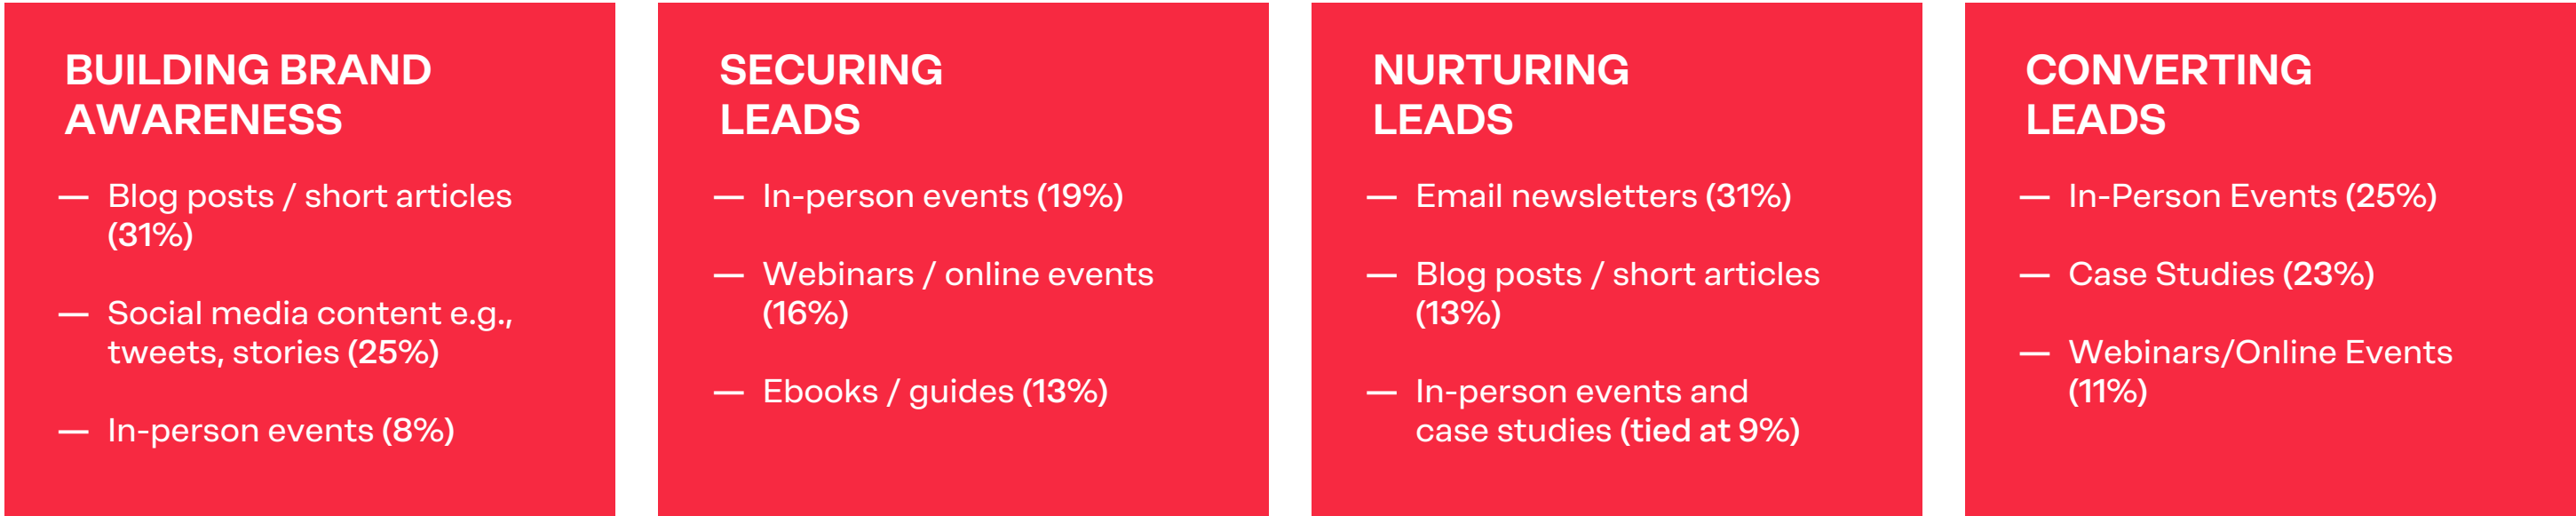 BUILDING BRAND
AWARENESS
— Blog posts / short articles
(31%)
— Social media content e.g.,
tweets, stories (25%)
— In-person events (8%)
SECURING
LEADS
— In-person events (19%)
— Webinars / online events
(16%)
— Ebooks / guides (13%)
NURTURING
LEADS
— Email newsletters (31%)
— Blog posts / short articles
(13%)
— In-person events and
case studies (tied at 9%)
CONVERTING
LEADS
— In-Person Events (25%)
— Case Studies (23%)
— Webinars/Online Events
(11%)